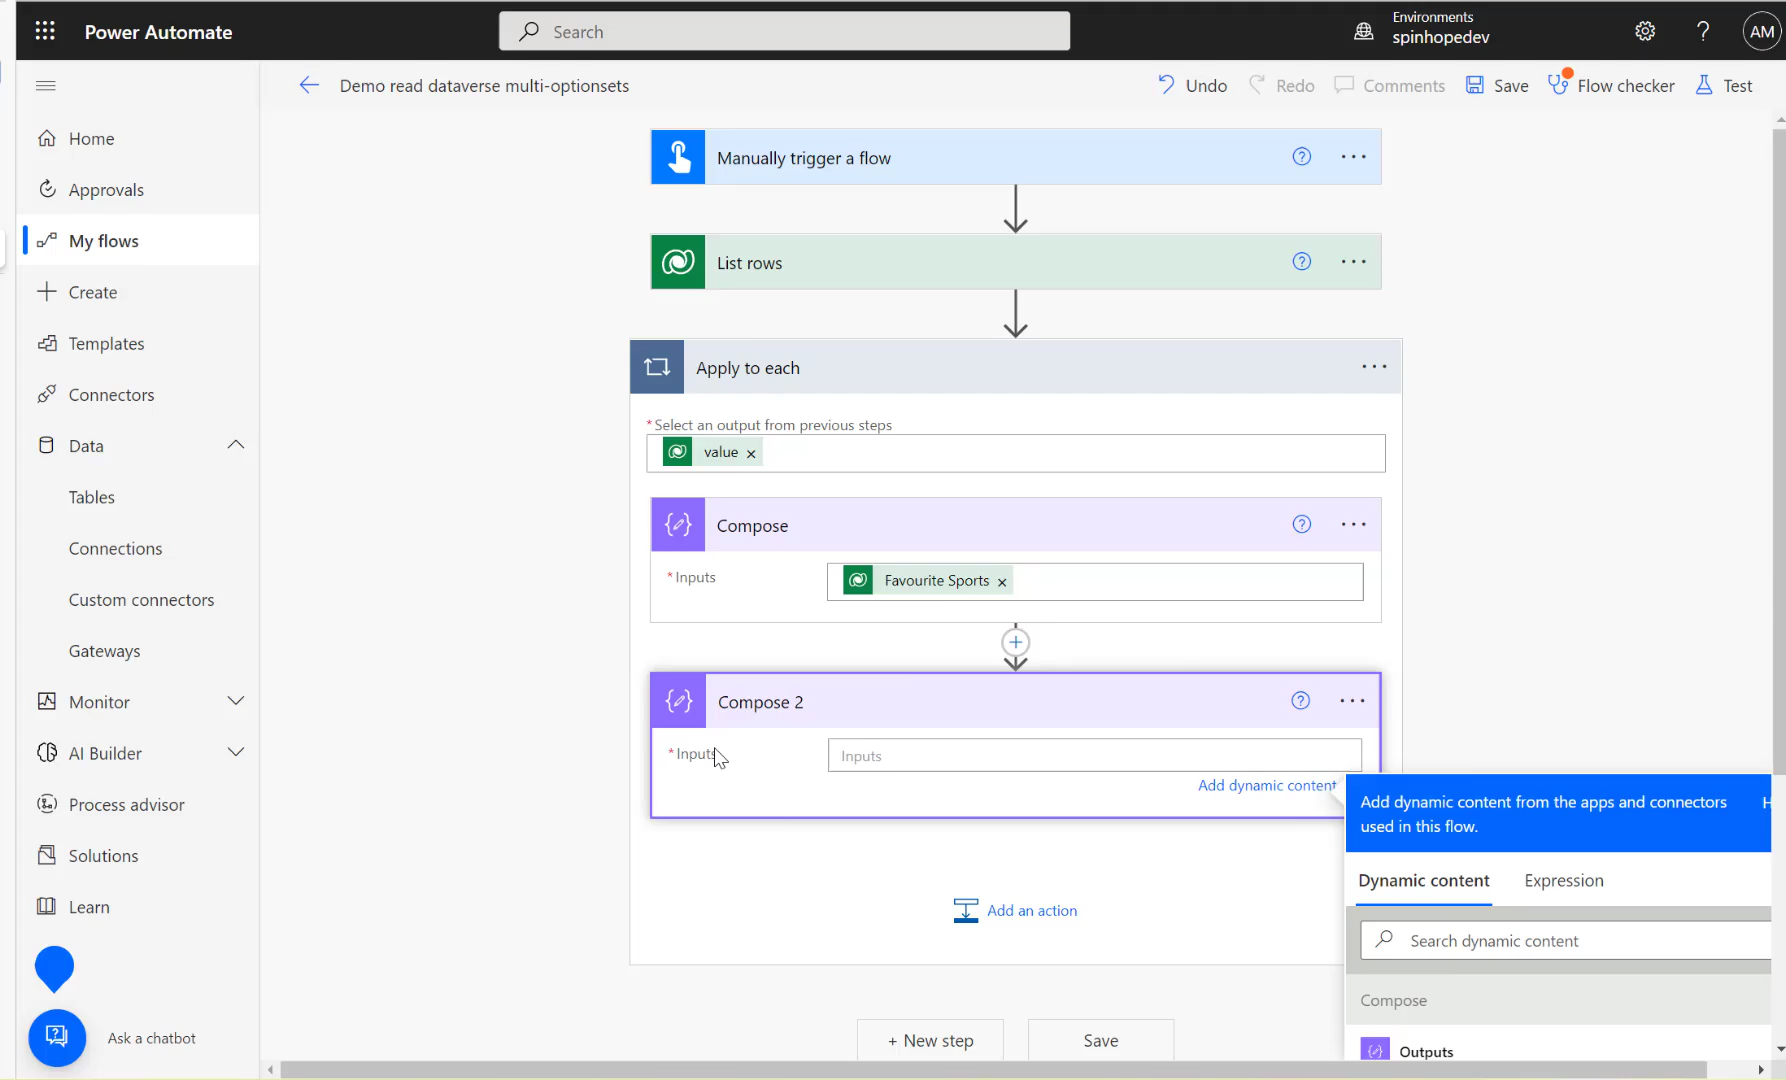 Power Automate
Search
Environments
spinhopedev
AM
Demo read dataverse multi-optionsets
Undo
Redo
Comments
Save
Flow checker
Test
Home
Approvals
My flows
Create
Templates
Connectors
Data
Tables
Connections
Custom connectors
Gateways
Monitor
AI Builder
Process advisor
Solutions
Learn
Ask a chatbot
Manually trigger a flow
List rows
Apply to each
* Select an output from previous steps
value ×
Compose
* Inputs
Favourite Sports ×
Compose 2
* Inputs
Inputs
Add dynamic content
Add an action
+ New step
Save
Add dynamic content from the apps and connectors
used in this flow.
H
Dynamic content
Expression
Search dynamic content
Compose
Outputs